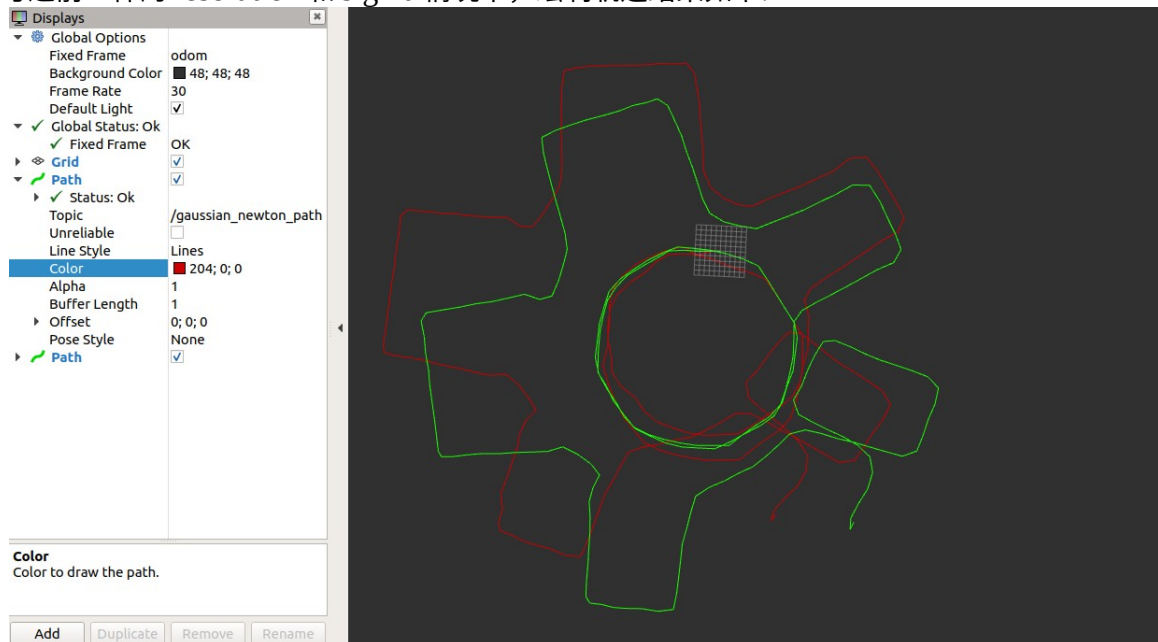 Displays
Global Options
Fixed Frame odom
Background Color 48; 48; 48
Frame Rate 30
Default Light ✓
✓ Global Status: Ok
✓ Fixed Frame OK
Grid ✓
Path ✓
✓ Status: Ok
Topic /gaussian_newton_path
Unreliable
Line Style Lines
Color 204; 0; 0
Alpha 1
Buffer Length 1
Offset 0; 0; 0
Pose Style None
Path ✓
Color
Color to draw the path.
Add Duplicate Remove Rename